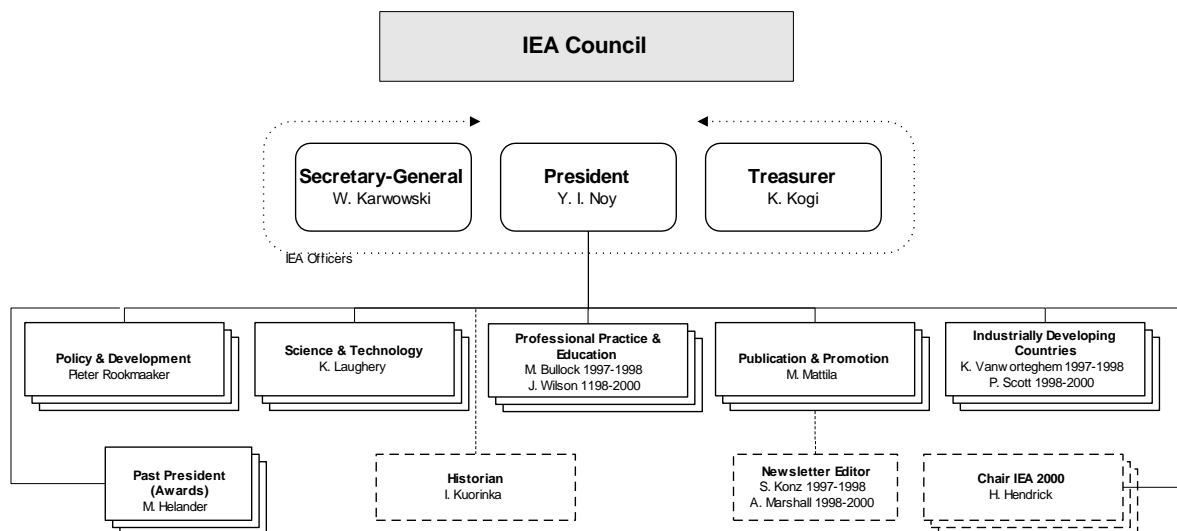 IEA Council
Secretary-General
W. Karwowski
President
Y. I. Noy
Treasurer
K. Kogi
IEA Officers
Policy & Development
Pieter Rookmaaker
Science & Technology
K. Laughery
Professional Practice &
Education
M. Bullock 1997-1998
J. Wilson 1198-2000
Publication & Promotion
M. Mattila
Industrially Developing
Countries
K. Vanworteghem 1997-1998
P. Scott 1998-2000
Past President
(Awards)
M. Helander
Historian
I. Kuorinka
Newsletter Editor
S. Konz 1997-1998
A. Marshall 1998-2000
Chair IEA 2000
H. Hendrick